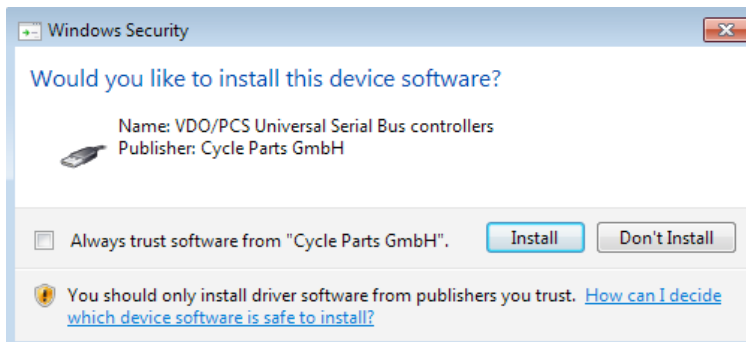 Windows Security
Would you like to install this device software?
Name: VDO/PCS Universal Serial Bus controllers
Publisher: Cycle Parts GmbH
Always trust software from "Cycle Parts GmbH".
Install
Don't Install
You should only install driver software from publishers you trust. How can I decide
which device software is safe to install?